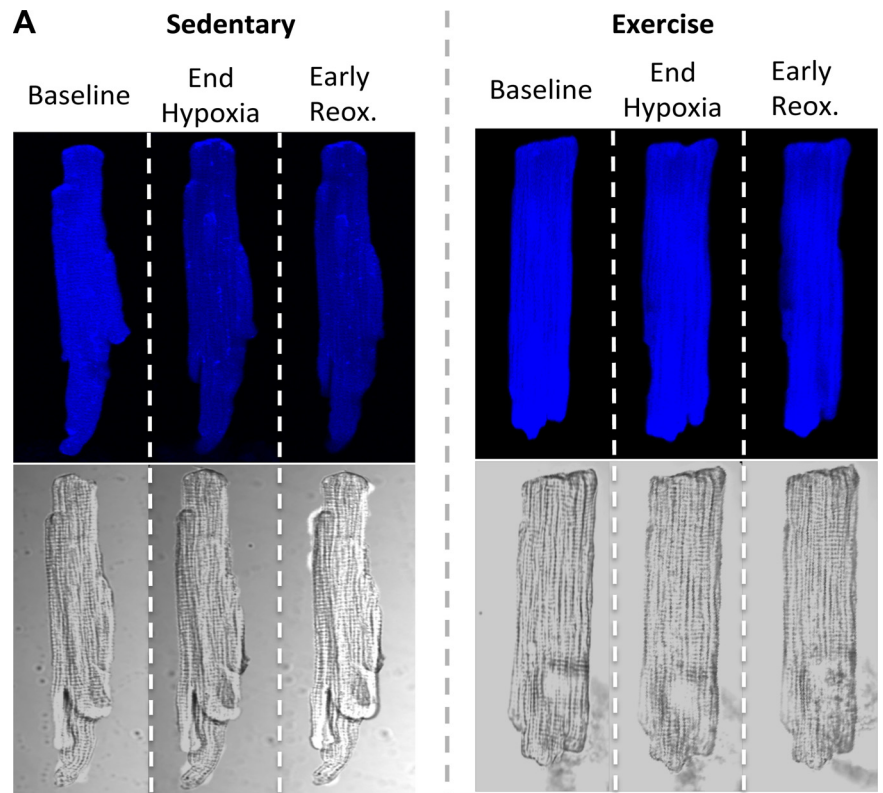 A
Sedentary
Exercise
Baseline
End
Hypoxia
Early
Reox.
Baseline
End
Hypoxia
Early
Reox.